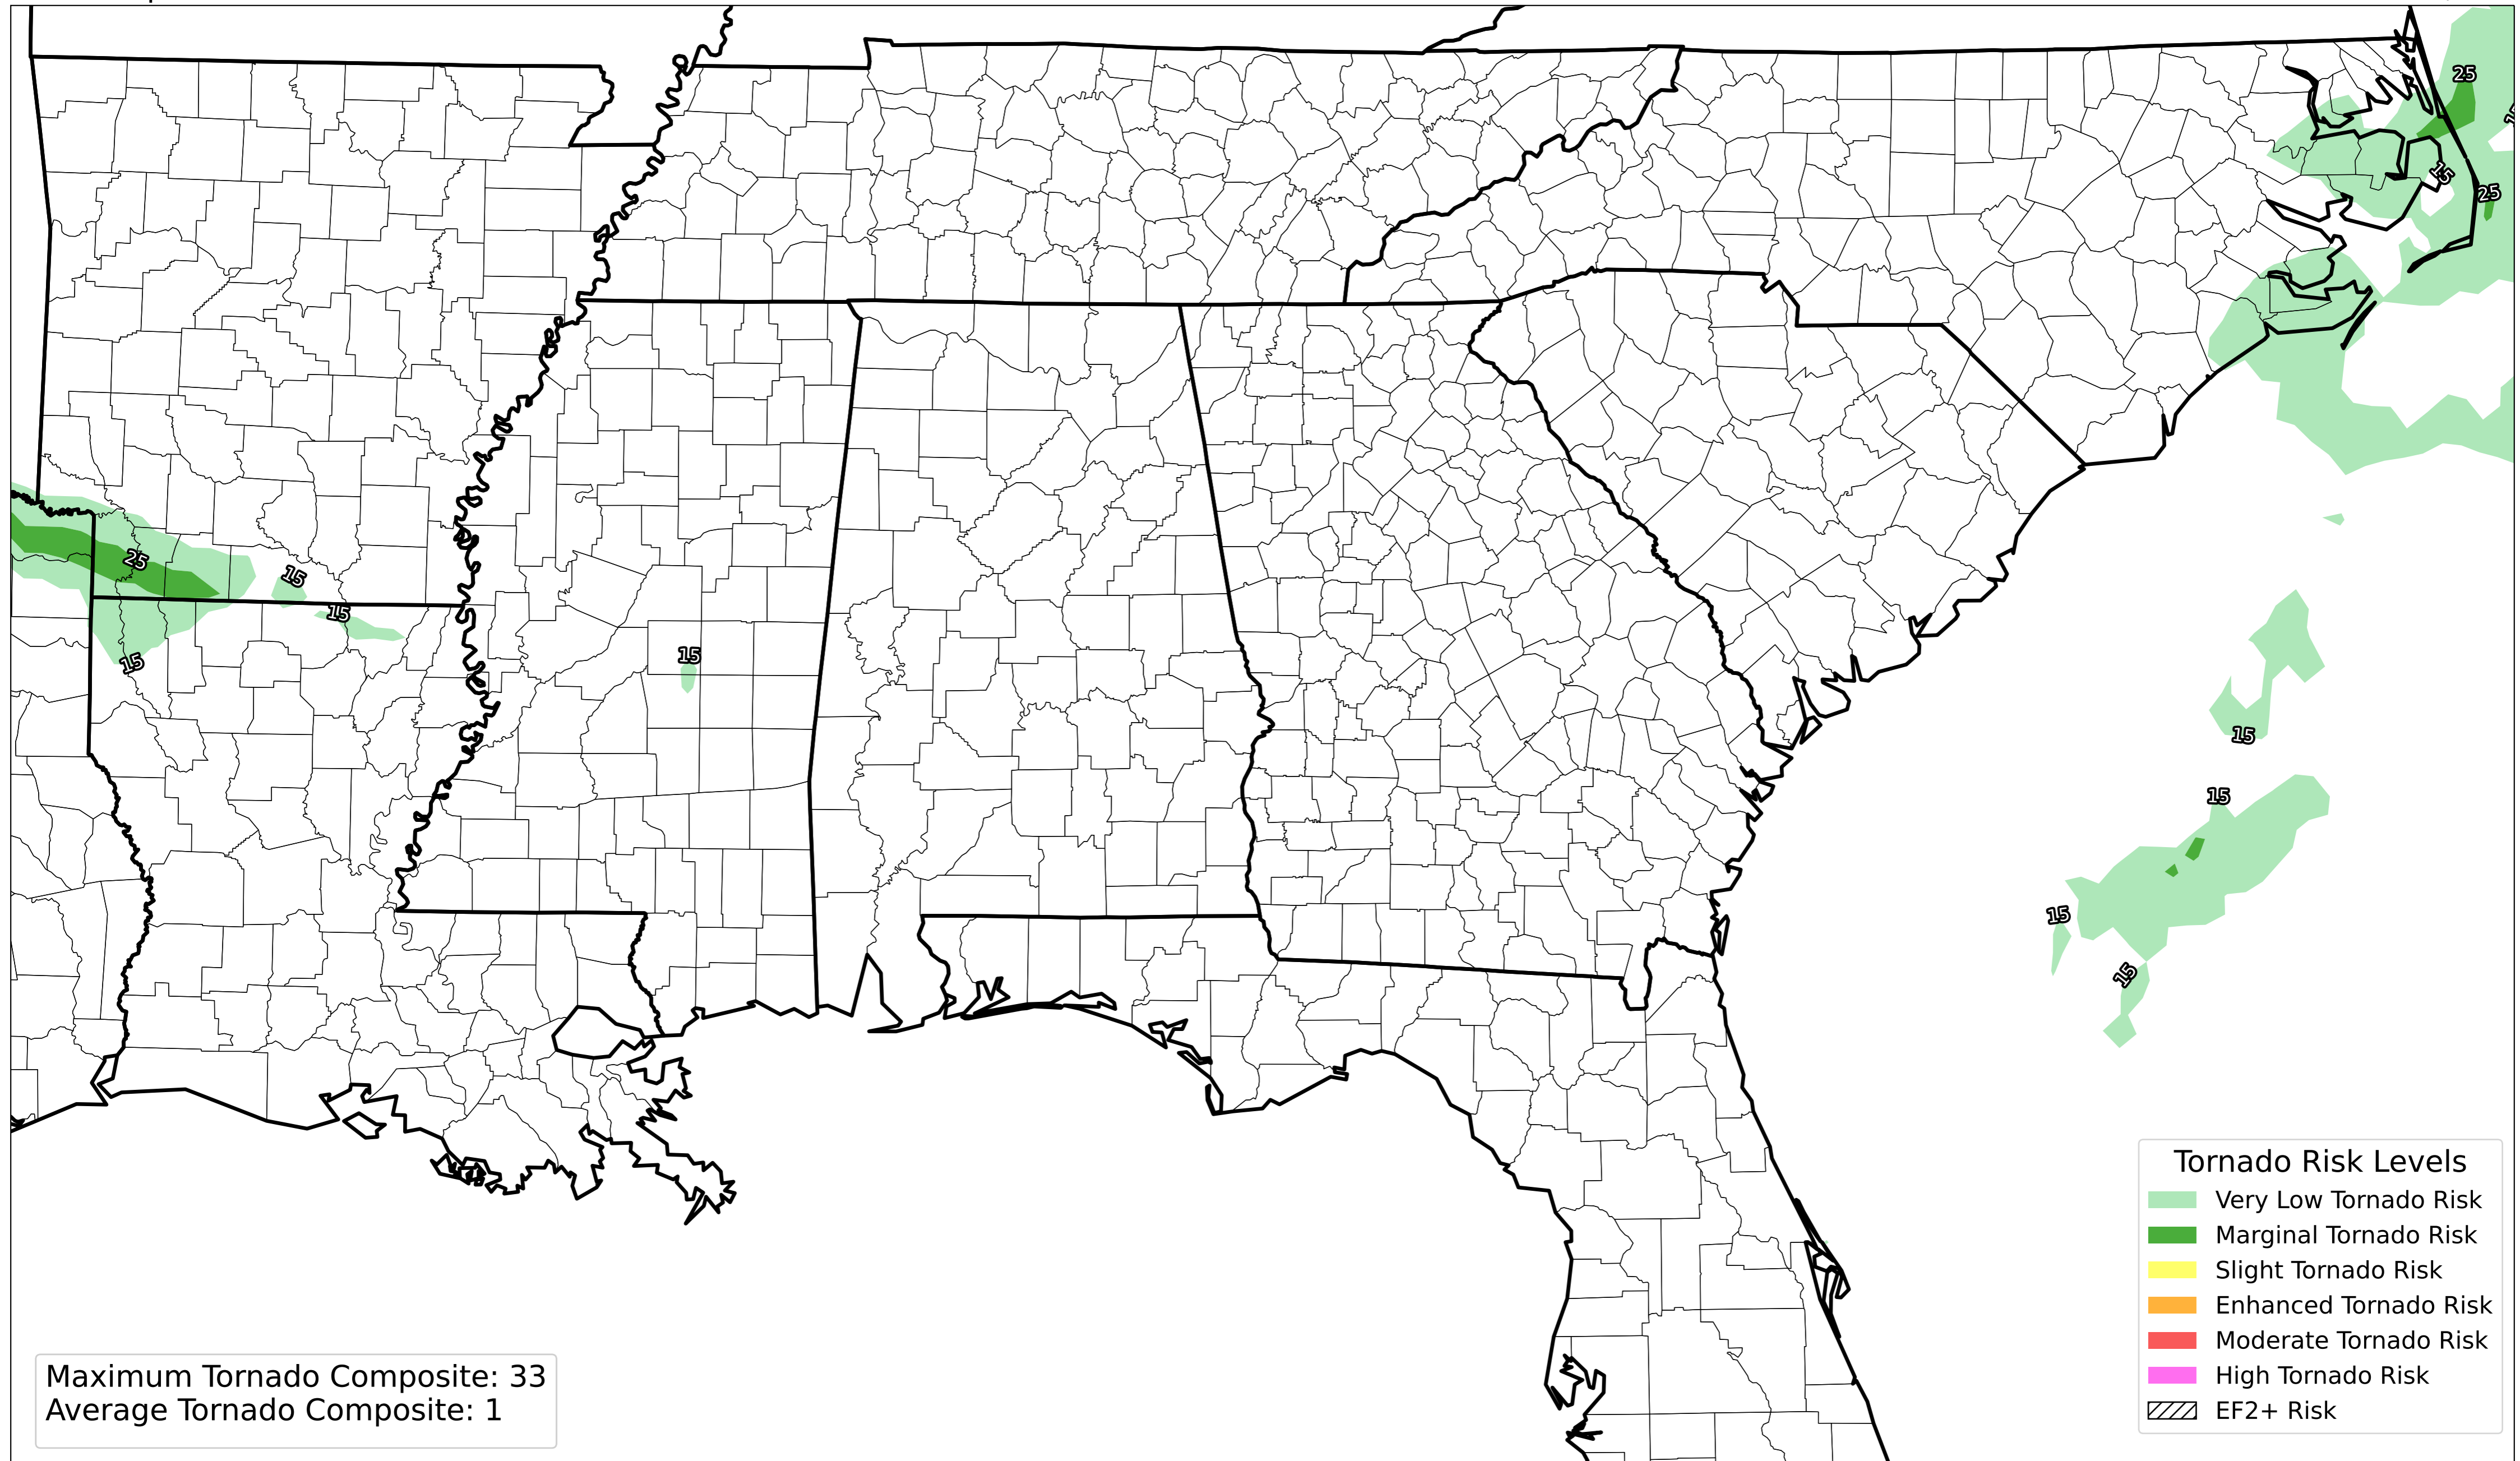 25
15
25
25
15
15
15
15
15
15
15
15
Tornado Risk Levels
Very Low Tornado Risk
Marginal Tornado Risk
Slight Tornado Risk
Enhanced Tornado Risk
Moderate Tornado Risk
High Tornado Risk
EF2+ Risk
Maximum Tornado Composite: 33
Average Tornado Composite: 1